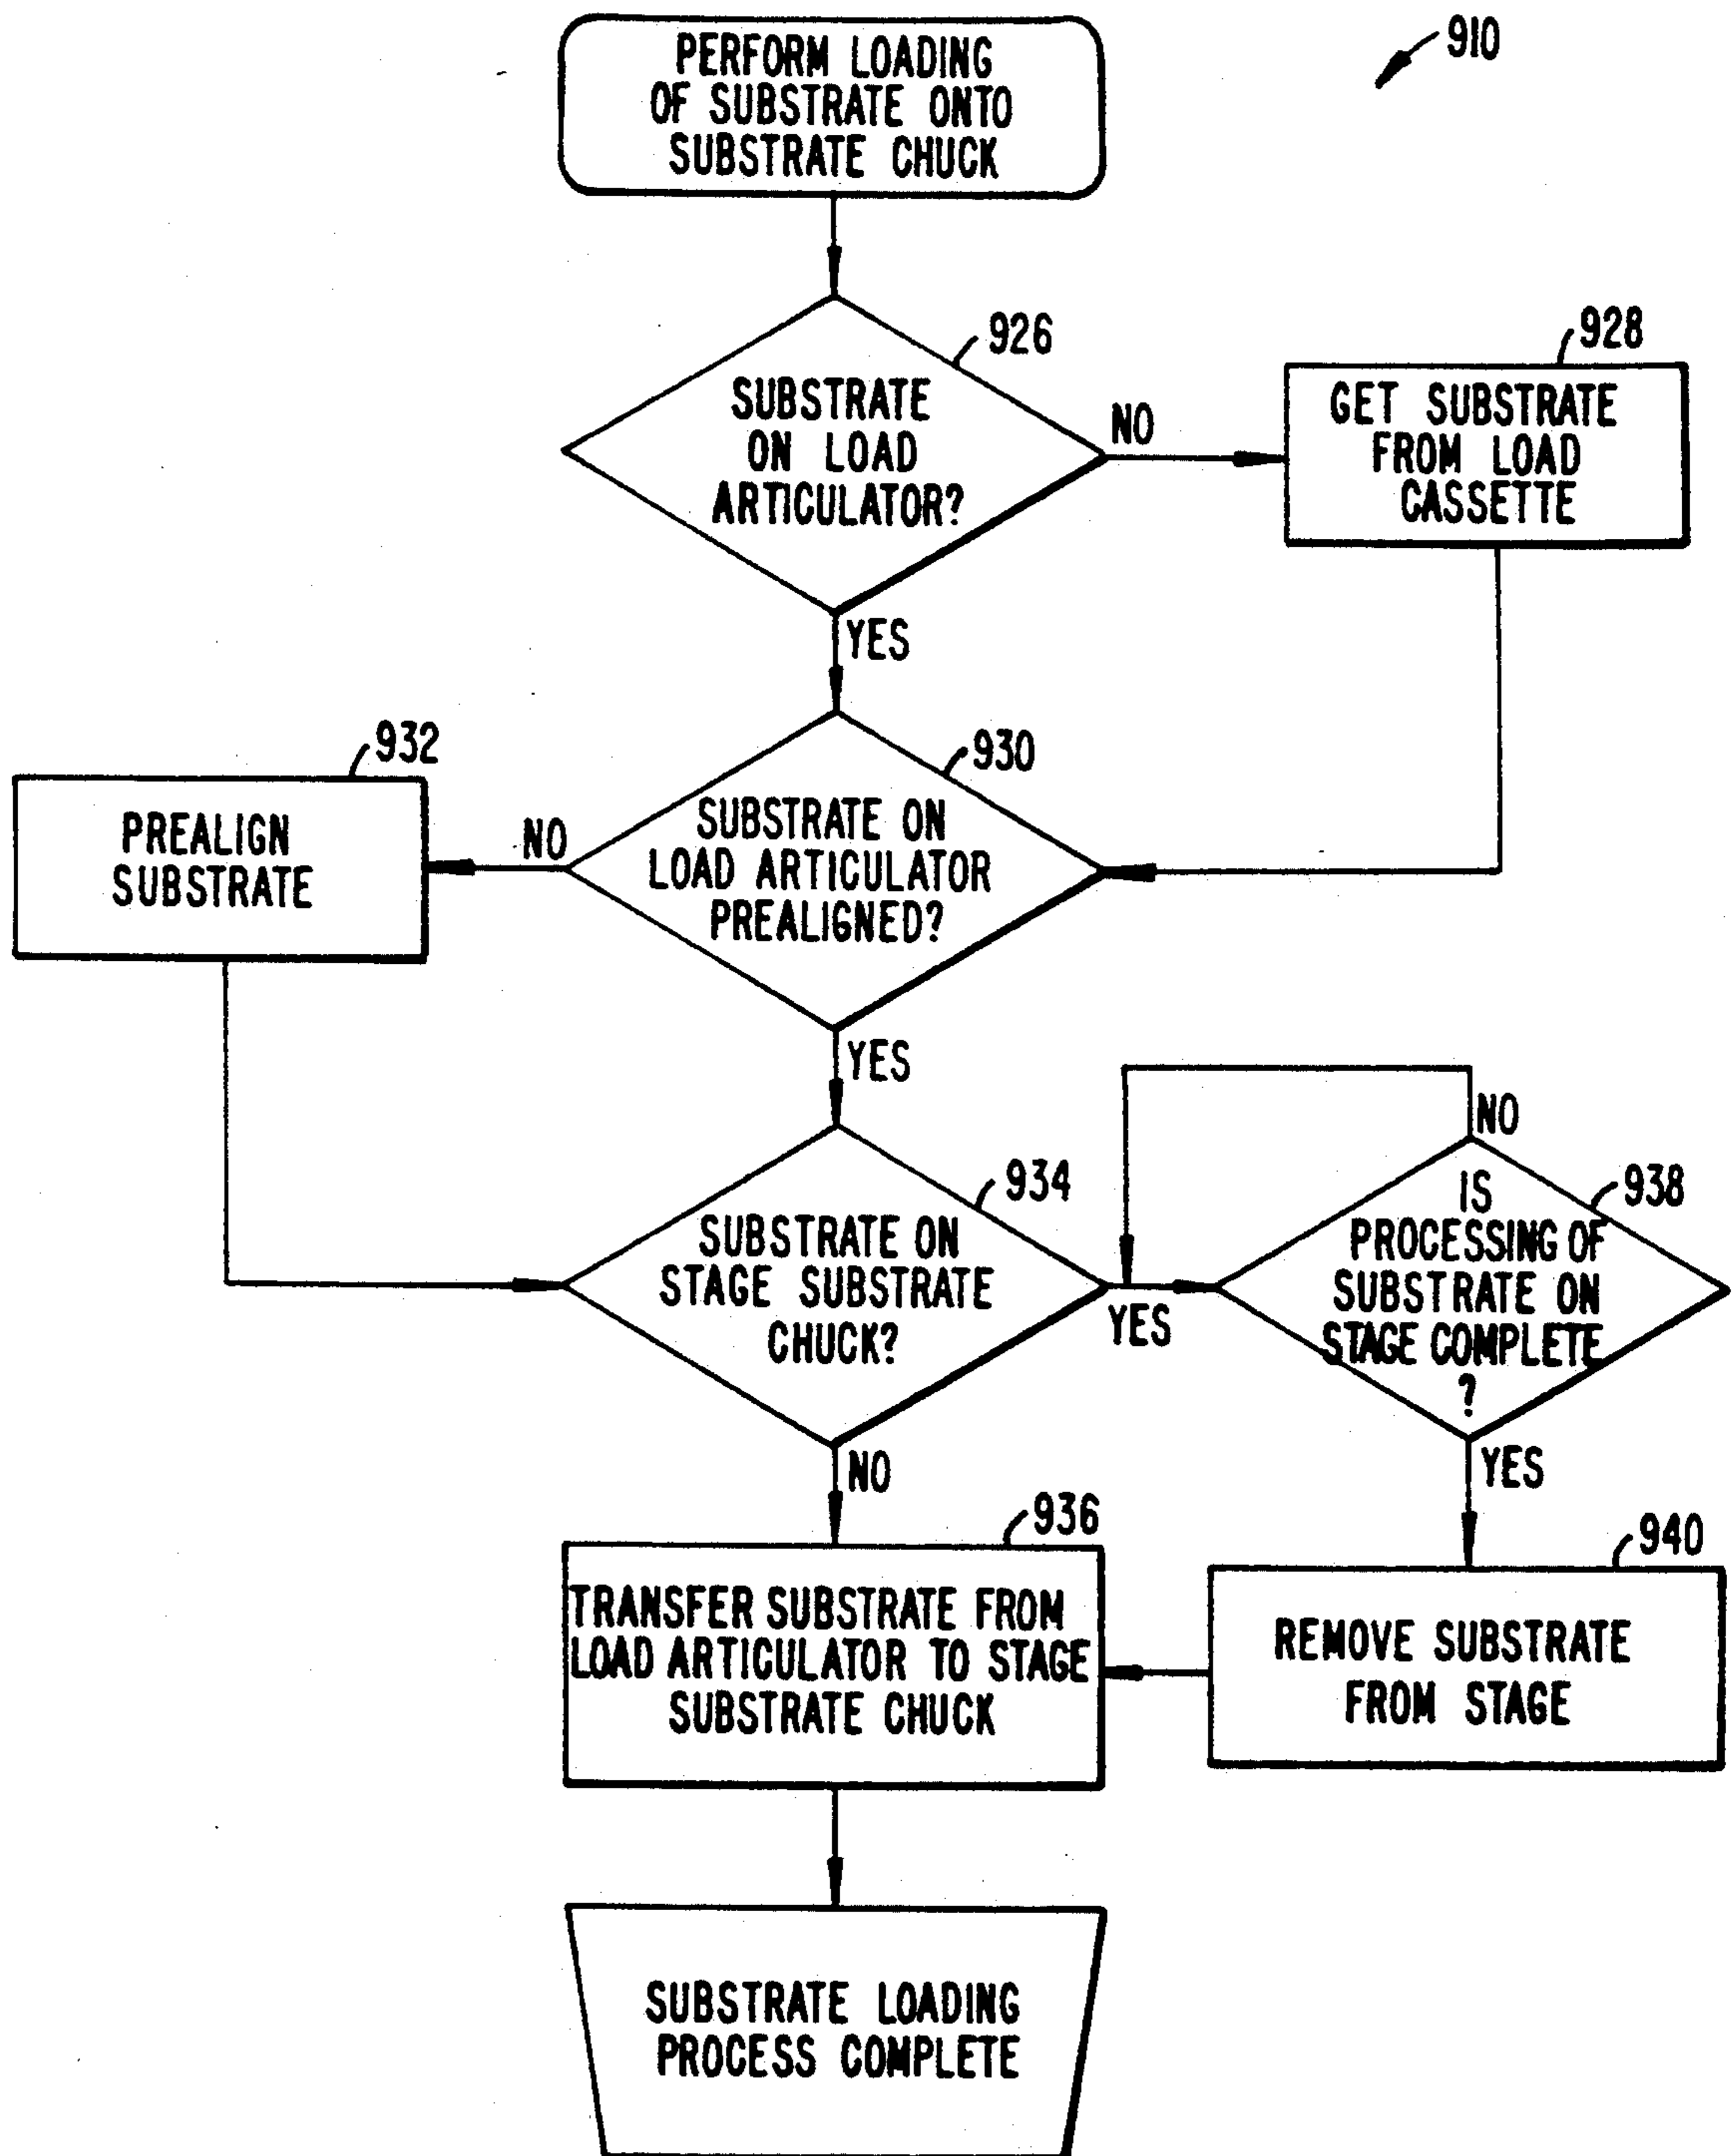 PERFORM LOADING
OF SUBSTRATE ONTO
SUBSTRATE CHUCK
910
926
SUBSTRATE
ON LOAD
ARTICULATOR?
NO
928
GET SUBSTRATE
FROM LOAD
CASSETTE
YES
932
PREALIGN
SUBSTRATE
NO
930
SUBSTRATE ON
LOAD ARTICULATOR
PREALIGNED?
YES
934
SUBSTRATE ON
STAGE SUBSTRATE
CHUCK?
YES
NO
938
IS
PROCESSING OF
SUBSTRATE ON
STAGE COMPLETE
?
NO
YES
936
TRANSFER SUBSTRATE FROM
LOAD ARTICULATOR TO STAGE
SUBSTRATE CHUCK
940
REMOVE SUBSTRATE
FROM STAGE
SUBSTRATE LOADING
PROCESS COMPLETE